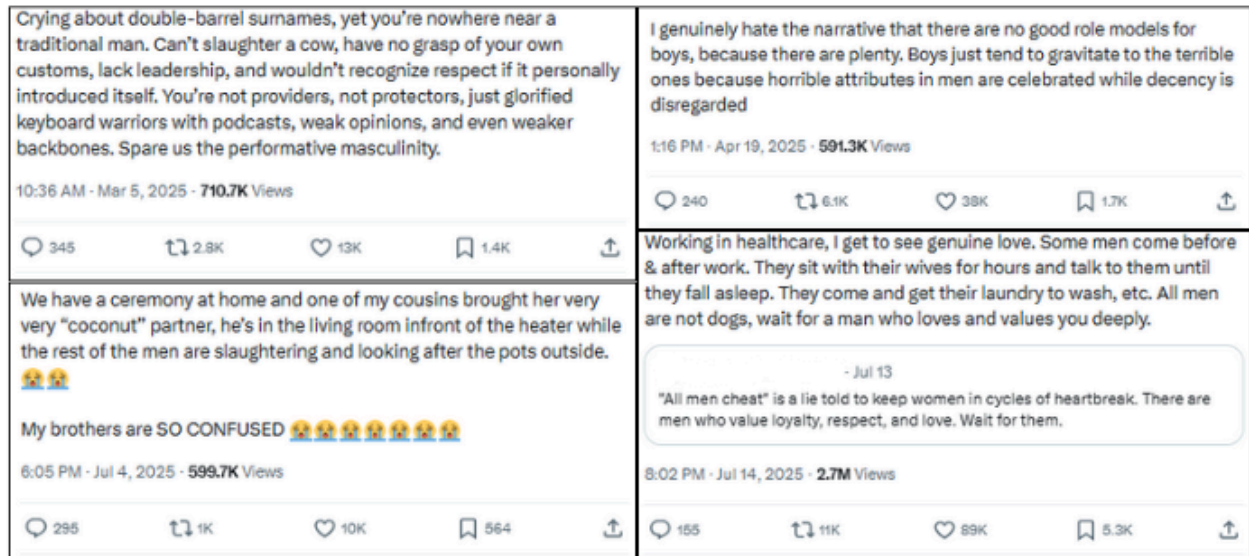 Crying about double-barrel surnames, yet you're nowhere near a
traditional man. Can't slaughter a cow, have no grasp of your own
customs, lack leadership, and wouldn't recognize respect if it personally
introduced itself. You're not providers, not protectors, just glorified
keyboard warriors with podcasts, weak opinions, and even weaker
backbones. Spare us the performative masculinity.
10:36 AM · Mar 5, 2025 · 710.7K Views
345 2.8K 13K 1.4K
We have a ceremony at home and one of my cousins brought her very
very “coconut” partner, he's in the living room infront of the heater while
the rest of the men are slaughtering and looking after the pots outside.
😭😭
My brothers are SO CONFUSED 😭😭😭😭😭😭😭
6:05 PM · Jul 4, 2025 · 599.7K Views
295 1K 10K 564
I genuinely hate the narrative that there are no good role models for
boys, because there are plenty. Boys just tend to gravitate to the terrible
ones because horrible attributes in men are celebrated while decency is
disregarded
1:16 PM · Apr 19, 2025 · 591.3K Views
240 6.1K 38K 1.7K
Working in healthcare, I get to see genuine love. Some men come before
& after work. They sit with their wives for hours and talk to them until
they fall asleep. They come and get their laundry to wash, etc. All men
are not dogs, wait for a man who loves and values you deeply.
· Jul 13
"All men cheat" is a lie told to keep women in cycles of heartbreak. There are
men who value loyalty, respect, and love. Wait for them.
8:02 PM · Jul 14, 2025 · 2.7M Views
155 11K 89K 5.3K